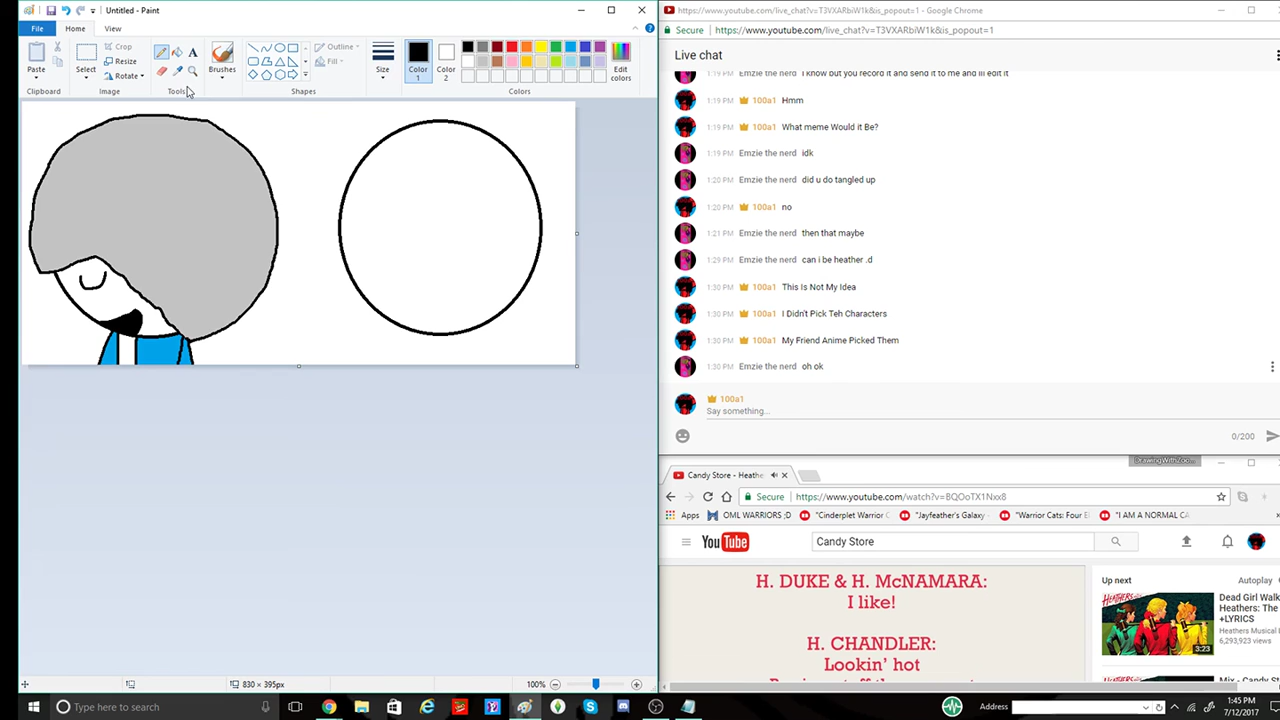 Untitled - Paint
File
Home
View
Paste
Select
Crop
Resize
Rotate
A
Brushes
Outline
Fill
Size
Color 1
Color 2
Edit colors
Clipboard
Image
Tools
Shapes
Colors
830 × 395px
100%
https://www.youtube.com/live_chat?v=T3VXARbiW1k&is_popout=1 - Google Chrome
Secure https://www.youtube.com/live_chat?v=T3VXARbiW1k&is_popout=1
Live chat
1:19 PM Emzie the nerd I know but you record it and send it to me and ill edit it
1:19 PM 100a1 Hmm
1:19 PM 100a1 What meme Would it Be?
1:19 PM Emzie the nerd idk
1:20 PM Emzie the nerd did u do tangled up
1:20 PM 100a1 no
1:21 PM Emzie the nerd then that maybe
1:29 PM Emzie the nerd can i be heather .d
1:30 PM 100a1 This Is Not My Idea
1:30 PM 100a1 I Didn't Pick Teh Characters
1:30 PM 100a1 My Friend Anime Picked Them
1:30 PM Emzie the nerd oh ok
100a1
Say something...
0/200
DrawingWithZoo...
Candy Store - Heathe
Secure https://www.youtube.com/watch?v=BQOoTX1Nxx8
Apps OML WARRIORS ;D "Cinderplet Warrior C "Jayfeather's Galaxy - "Warrior Cats: Four El "I AM A NORMAL CA
YouTube
Candy Store
H. DUKE & H. McNAMARA:
I like!
H. CHANDLER:
Lookin' hot
Up next
Autoplay
Dead Girl Walk
Heathers: The
+LYRICS
Heathers Musical L
6,293,923 views
3:23
Mix - Candy St
Type here to search
Address
1:45 PM
7/12/2017